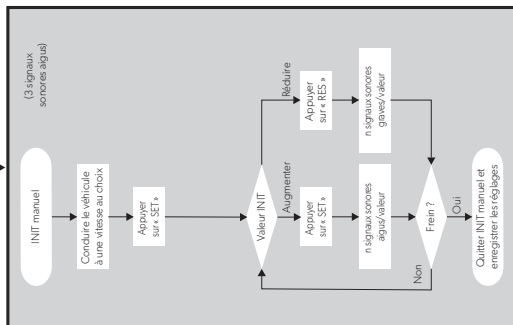 (3 signaux
sonores aigus)
INIT manuel
Conduire le véhicule
à une vitesse au choix
Appuyer
sur « SET »
Valeur INIT
Augmenter
Réduire
Appuyer
sur « SET »
Appuyer
sur « RES »
n signaux sonores
aigus/valeur
n signaux sonores
graves/valeur
Frein ?
Non
Oui
Quitter INIT manuel et
enregistrer les réglages